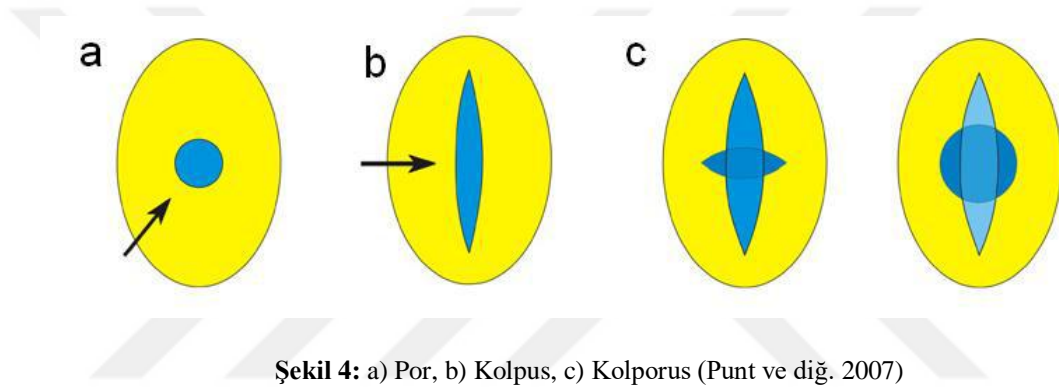 a
b
c
Şekil 4: a) Por, b) Kolpus, c) Kolporus (Punt ve diğ. 2007)